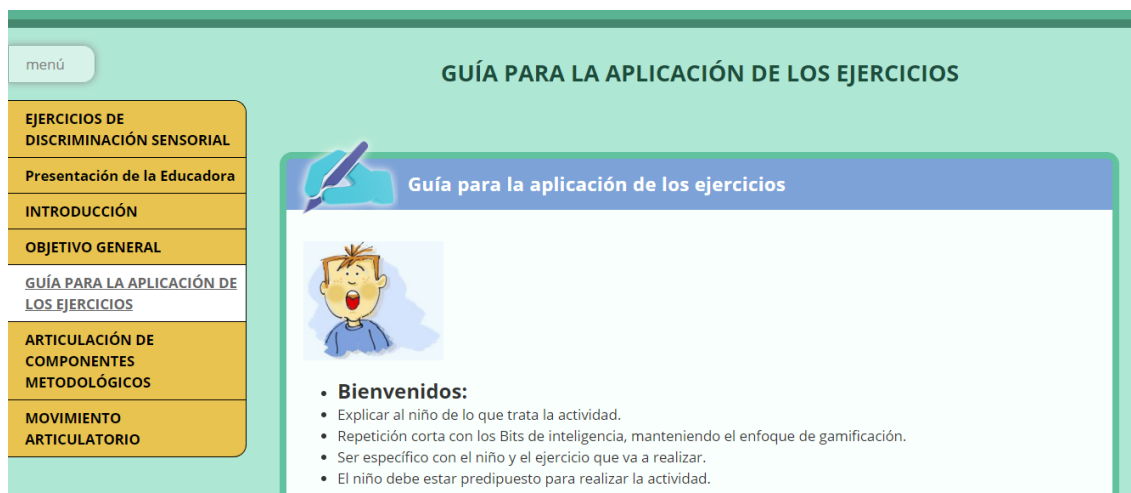 menú
GUÍA PARA LA APLICACIÓN DE LOS EJERCICIOS
EJERCICIOS DE
DISCRIMINACIÓN SENSORIAL
Presentación de la Educadora
INTRODUCCIÓN
OBJETIVO GENERAL
GUÍA PARA LA APLICACIÓN DE
LOS EJERCICIOS
ARTICULACIÓN DE
COMPONENTES
METODOLÓGICOS
MOVIMIENTO
ARTICULATORIO
Guía para la aplicación de los ejercicios
• Bienvenidos:
• Explicar al niño de lo que trata la actividad.
• Repetición corta con los Bits de inteligencia, manteniendo el enfoque de gamificación.
• Ser específico con el niño y el ejercicio que va a realizar.
• El niño debe estar predipuesto para realizar la actividad.